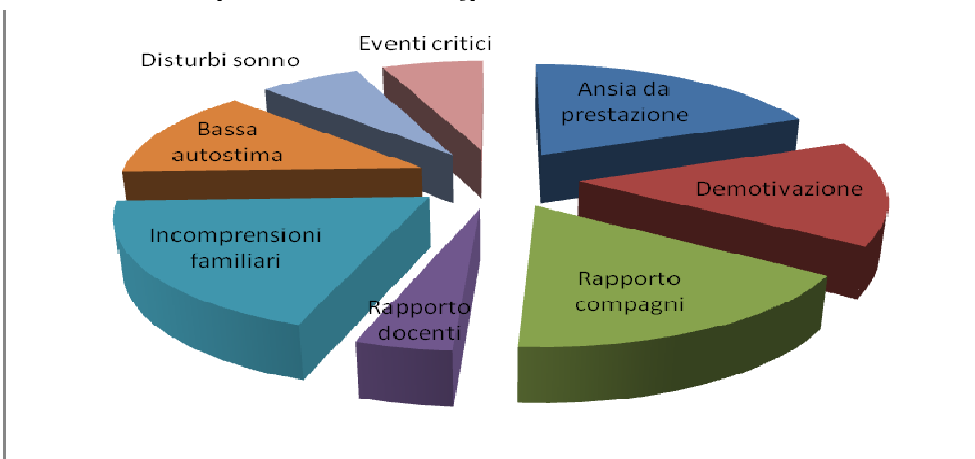 Eventi critici
Disturbi sonno
Ansia da
prestazione
Bassa
autostima
Demotivazione
Incomprensioni
familiari
Rapporto
compagni
Rapporto
docenti